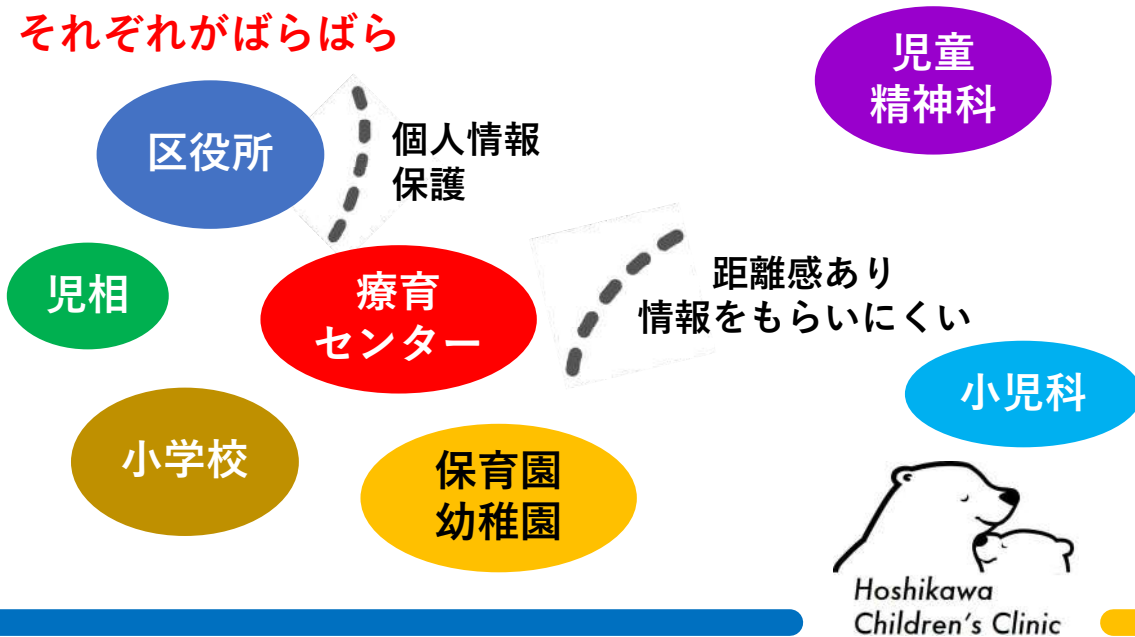 それぞれがばらばら
児童
精神科
区役所
個人情報
保護
児相
療育
センター
距離感あり
情報をもらいにくい
小児科
小学校
保育園
幼稚園
Hoshikawa
Children's Clinic